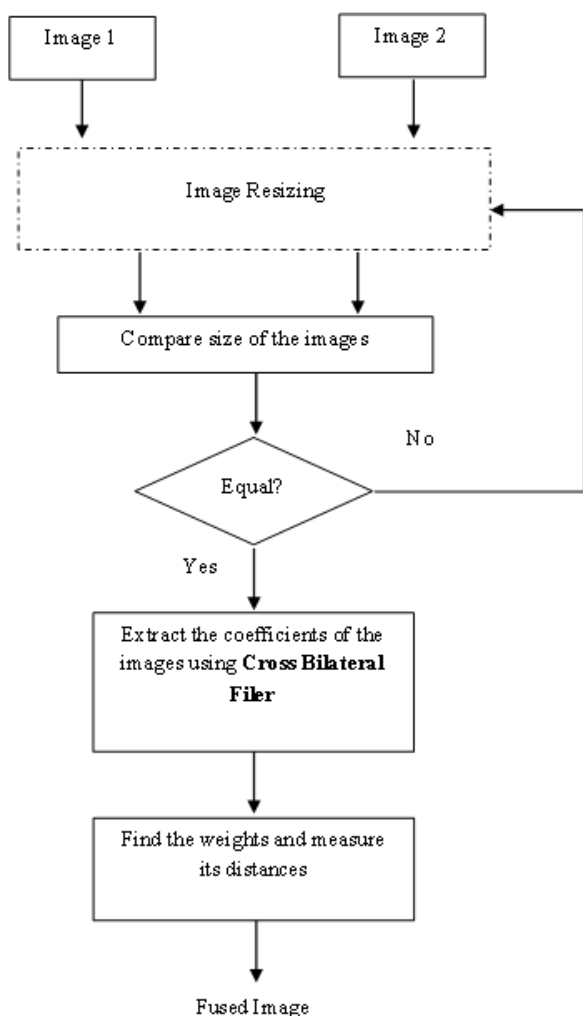 Image 1
Image 2
Image Resizing
Compare size of the images
No
Equal?
Yes
Extract the coefficients of the
images using Cross Bilateral
Filer
Find the weights and measure
its distances
Fused Image